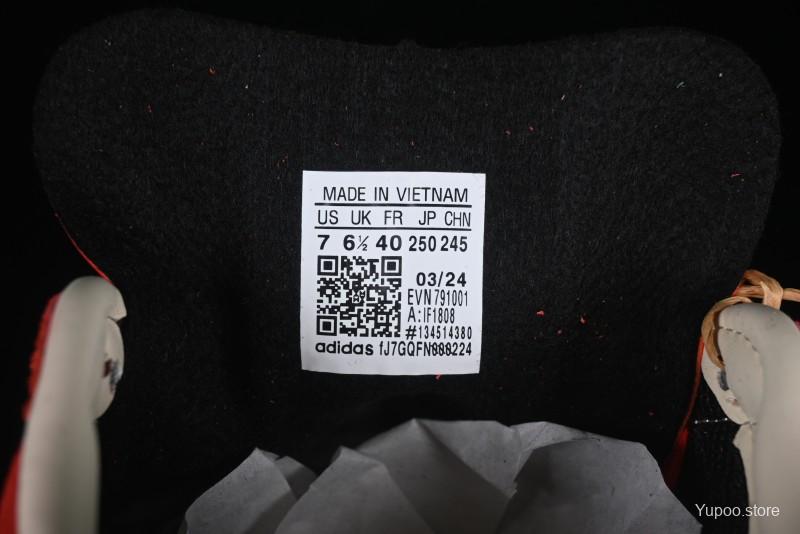 MADE IN VIETNAM
US UK FR JP CHN
7 6½ 40 250 245
03/24
EVN 791001
A:IF1808
#134514380
adidas
Yupoo.store